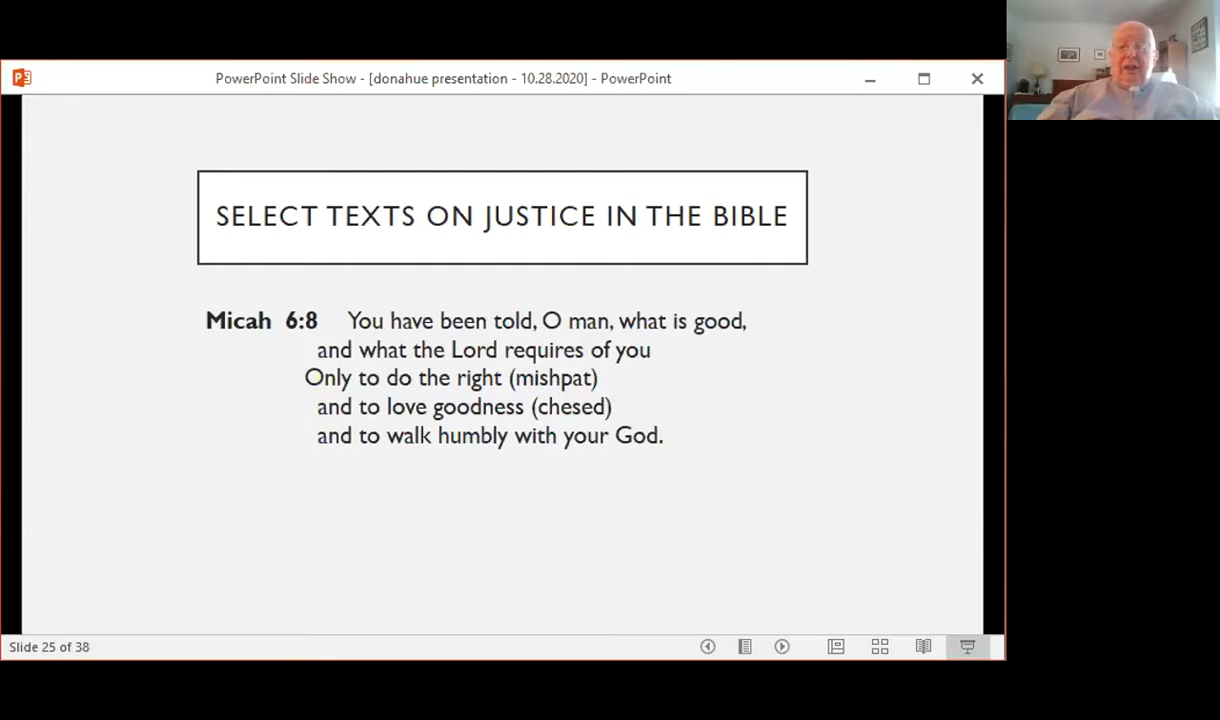 PowerPoint Slide Show - [donahue presentation - 10.28.2020] - PowerPoint
SELECT TEXTS ON JUSTICE IN THE BIBLE
Micah 6:8 You have been told, O man, what is good,
and what the Lord requires of you
Only to do the right (mishpat)
and to love goodness (chesed)
and to walk humbly with your God.
Slide 25 of 38